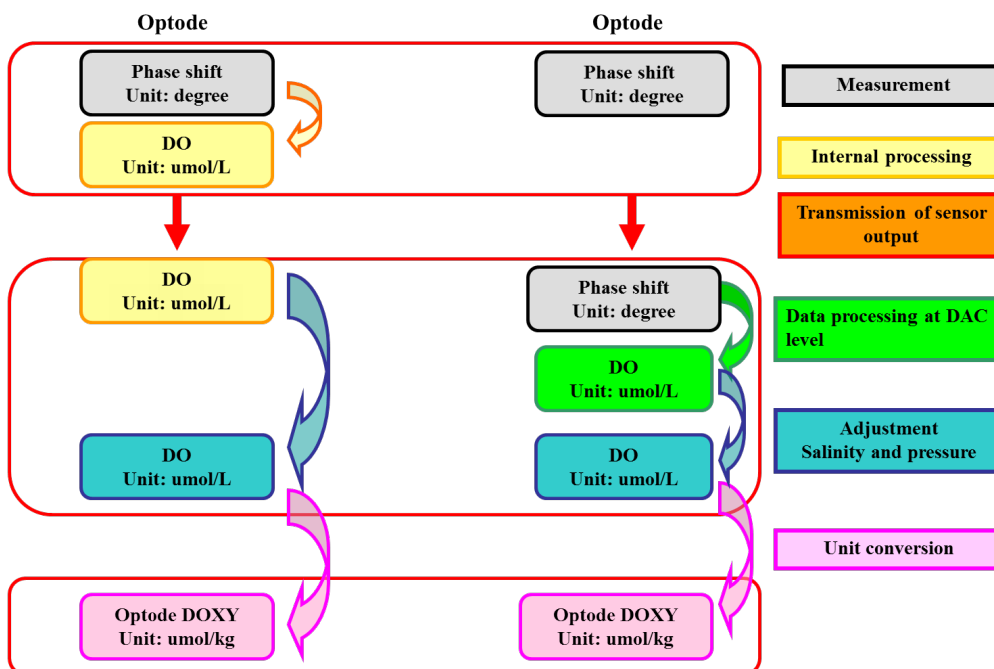 Optode
Optode
Phase shift
Unit: degree
Phase shift
Unit: degree
Measurement
DO
Unit: umol/L
Internal processing
Transmission of sensor
output
DO
Unit: umol/L
Phase shift
Unit: degree
Data processing at DAC
level
DO
Unit: umol/L
DO
Unit: umol/L
DO
Unit: umol/L
Adjustment
Salinity and pressure
Unit conversion
Optode DOXY
Unit: umol/kg
Optode DOXY
Unit: umol/kg